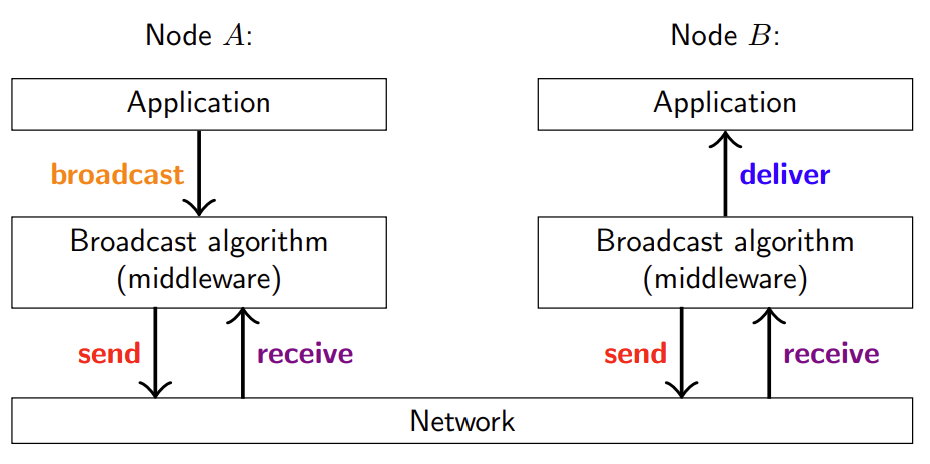 Node A:
Node B:
Application
Application
broadcast
deliver
Broadcast algorithm
(middleware)
Broadcast algorithm
(middleware)
send
receive
send
receive
Network